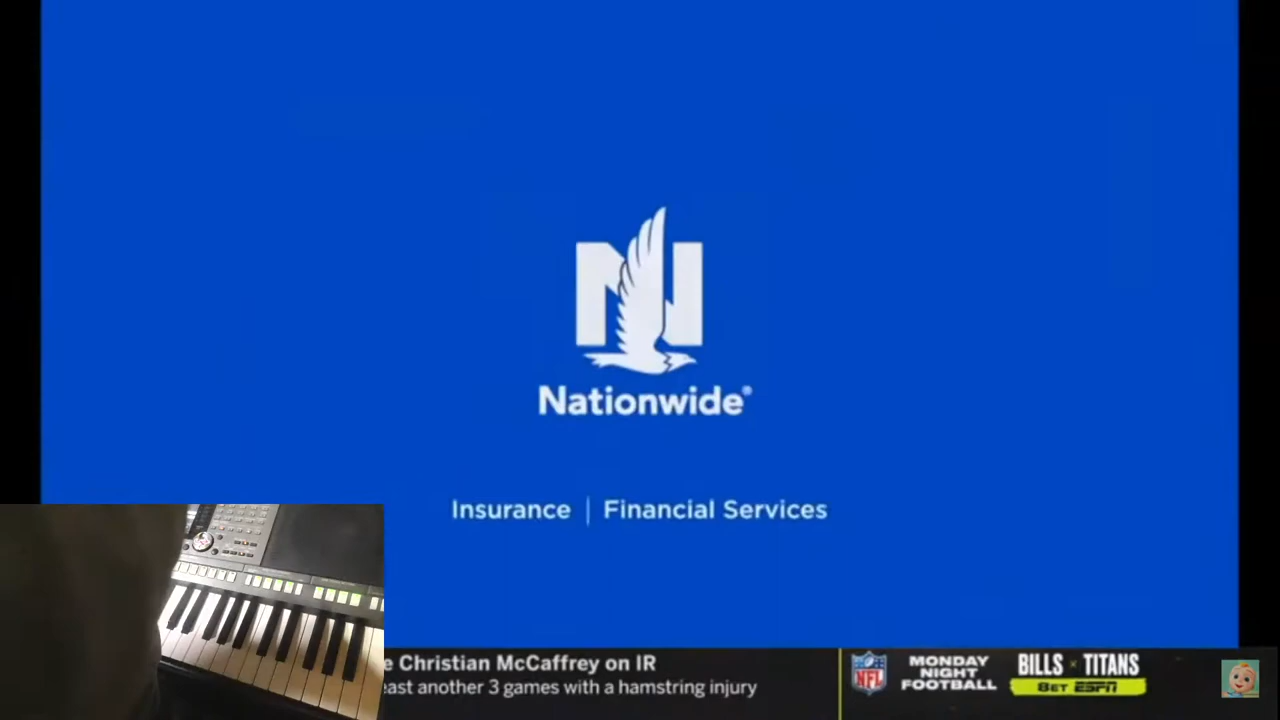 Nationwide®
Insurance | Financial Services
e Christian McCaffrey on IR
east another 3 games with a hamstring injury
NFL
MONDAY
NIGHT
FOOTBALL
BILLS × TITANS
BET ESPN